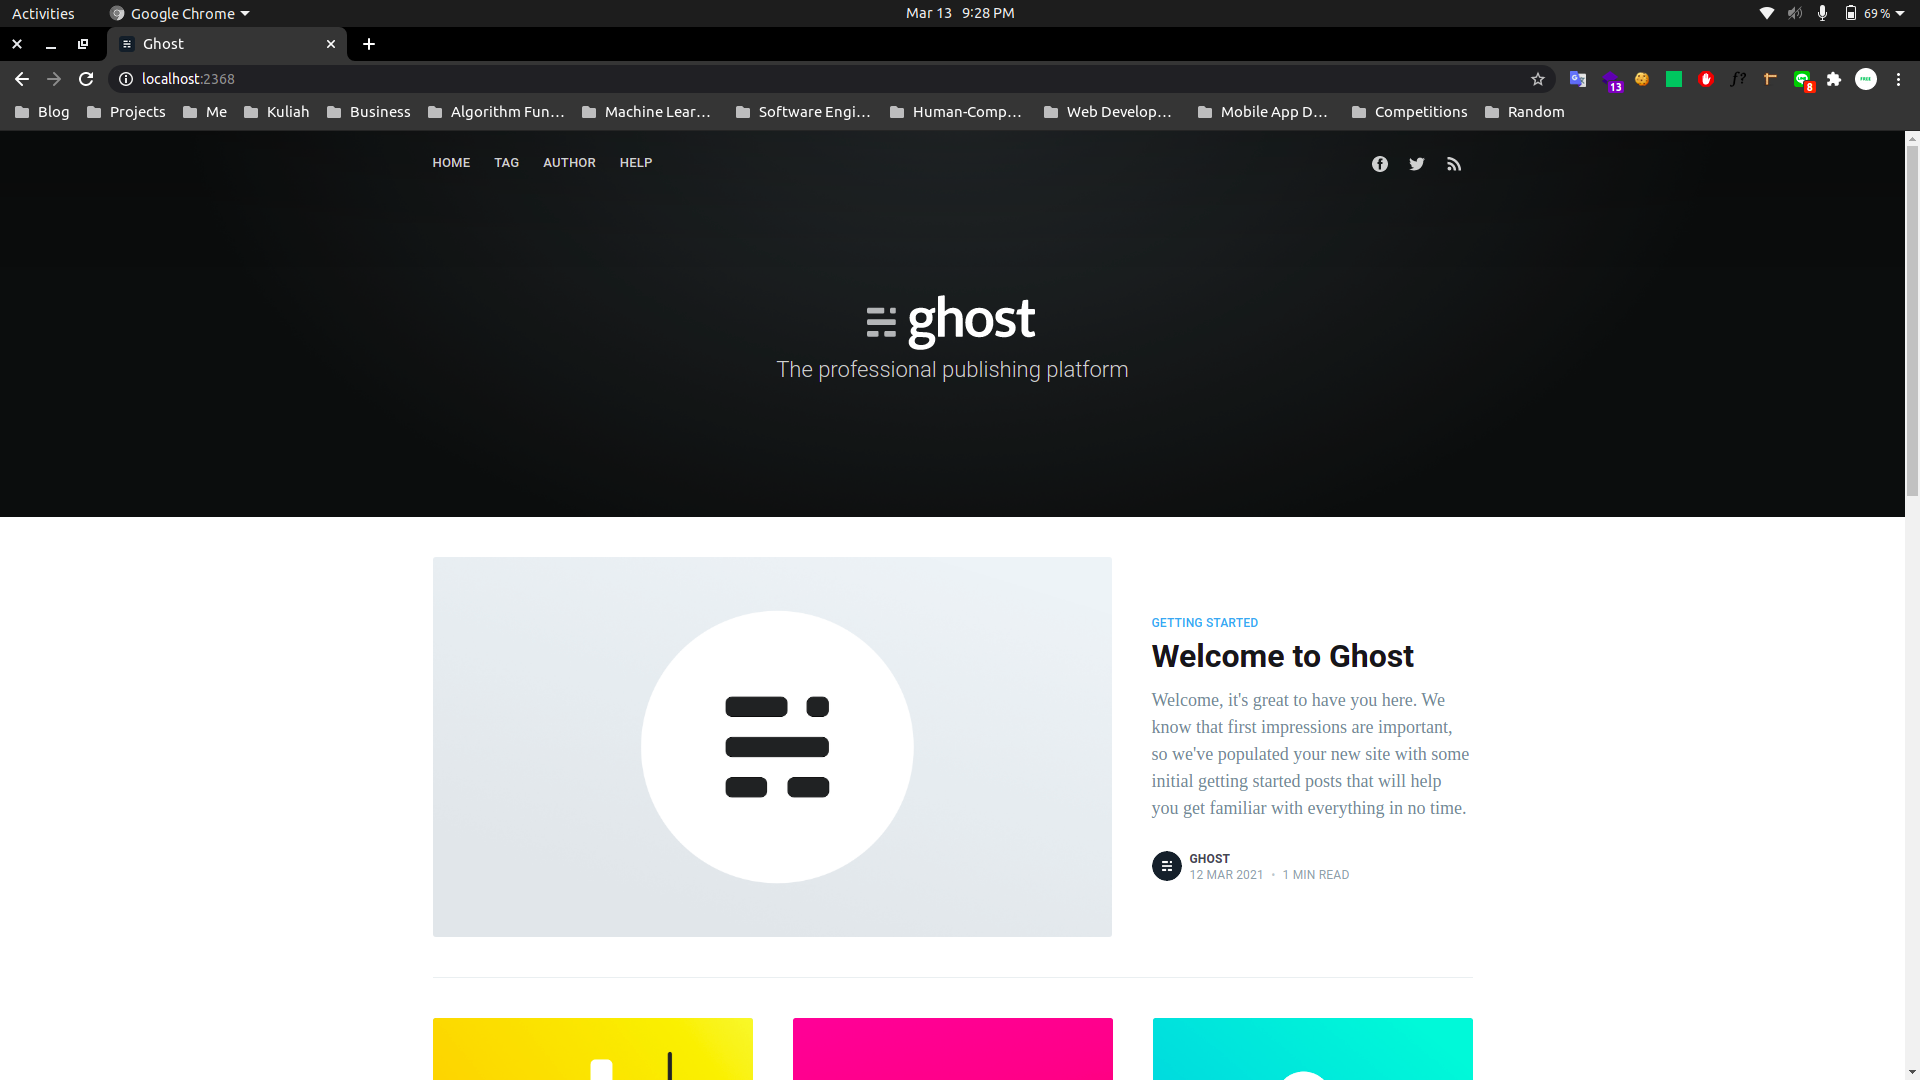 Activities
Google Chrome
Mar 13 9:28 PM
69 %
Ghost
localhost:2368
13
f?
FREE
8
Blog
Projects
Me
Kuliah
Business
Algorithm Fun...
Machine Lear...
Software Engi...
Human-Comp...
Web Develop...
Mobile App D...
Competitions
Random
HOME
TAG
AUTHOR
HELP
ghost
The professional publishing platform
GETTING STARTED
Welcome to Ghost
Welcome, it's great to have you here. We
know that first impressions are important,
so we've populated your new site with some
initial getting started posts that will help
you get familiar with everything in no time.
GHOST
12 MAR 2021 • 1 MIN READ